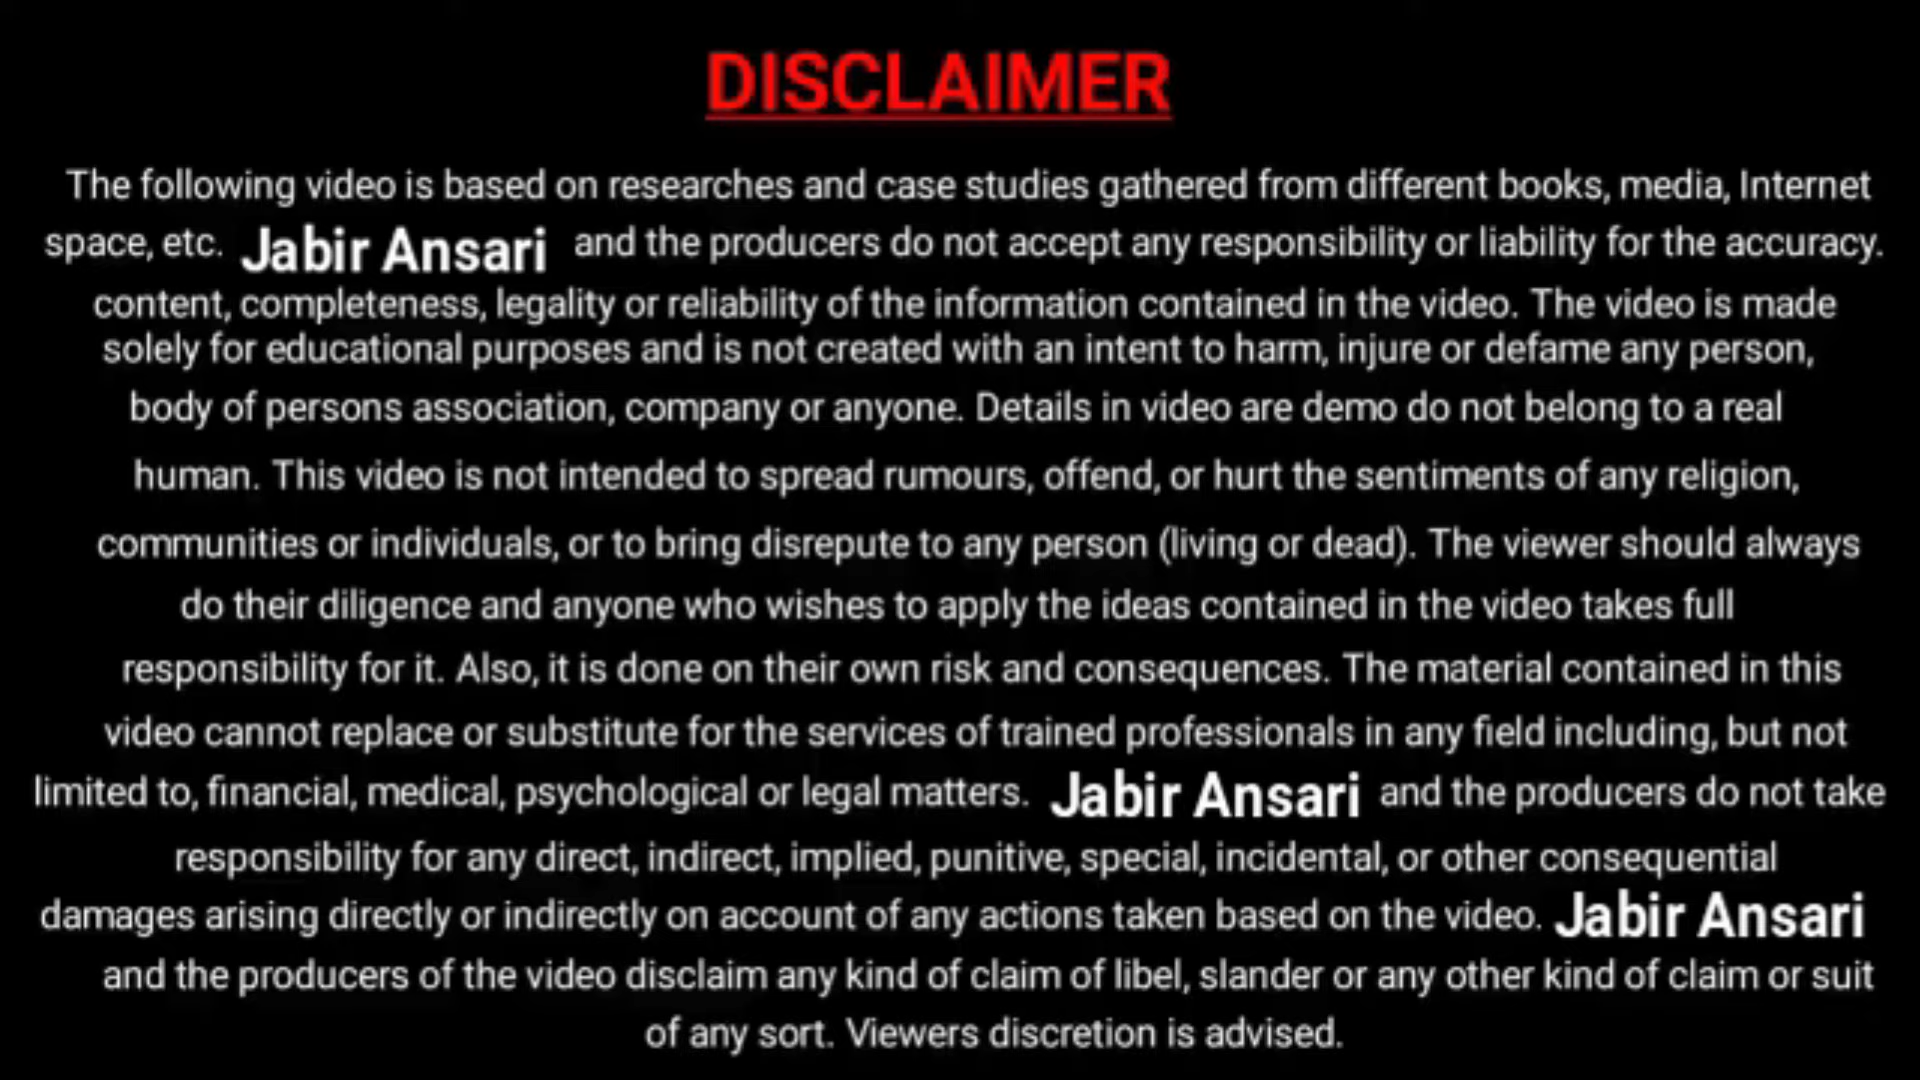 DISCLAIMER
The following video is based on researches and case studies gathered from different books, media, Internet
space, etc. Jabir Ansari and the producers do not accept any responsibility or liability for the accuracy.
content, completeness, legality or reliability of the information contained in the video. The video is made
solely for educational purposes and is not created with an intent to harm, injure or defame any person,
body of persons association, company or anyone. Details in video are demo do not belong to a real
human. This video is not intended to spread rumours, offend, or hurt the sentiments of any religion,
communities or individuals, or to bring disrepute to any person (living or dead). The viewer should always
do their diligence and anyone who wishes to apply the ideas contained in the video takes full
responsibility for it. Also, it is done on their own risk and consequences. The material contained in this
video cannot replace or substitute for the services of trained professionals in any field including, but not
limited to, financial, medical, psychological or legal matters. Jabir Ansari and the producers do not take
responsibility for any direct, indirect, implied, punitive, special, incidental, or other consequential
damages arising directly or indirectly on account of any actions taken based on the video. Jabir Ansari
and the producers of the video disclaim any kind of claim of libel, slander or any other kind of claim or suit
of any sort. Viewers discretion is advised.